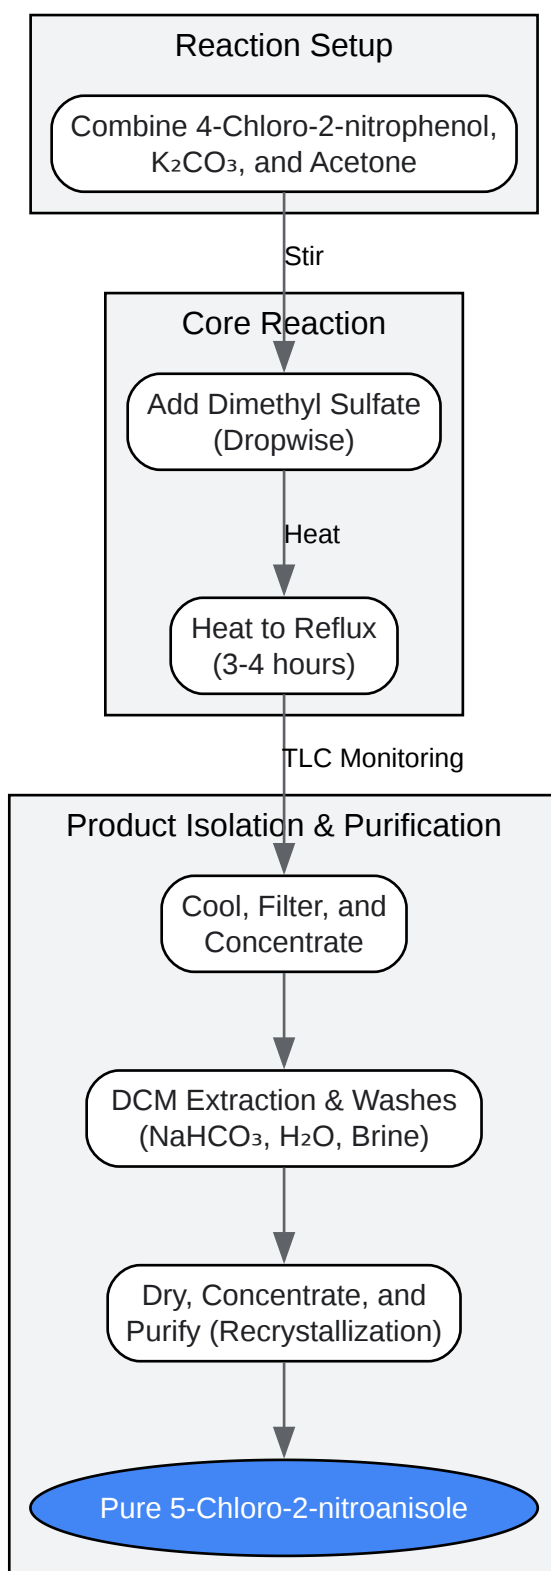 Reaction Setup
Combine 4-Chloro-2-nitrophenol,
K₂CO₃, and Acetone
Stir
Core Reaction
Add Dimethyl Sulfate
(Dropwise)
Heat
Heat to Reflux
(3-4 hours)
TLC Monitoring
Product Isolation & Purification
Cool, Filter, and
Concentrate
DCM Extraction & Washes
(NaHCO₃, H₂O, Brine)
Dry, Concentrate, and
Purify (Recrystallization)
Pure 5-Chloro-2-nitroanisole